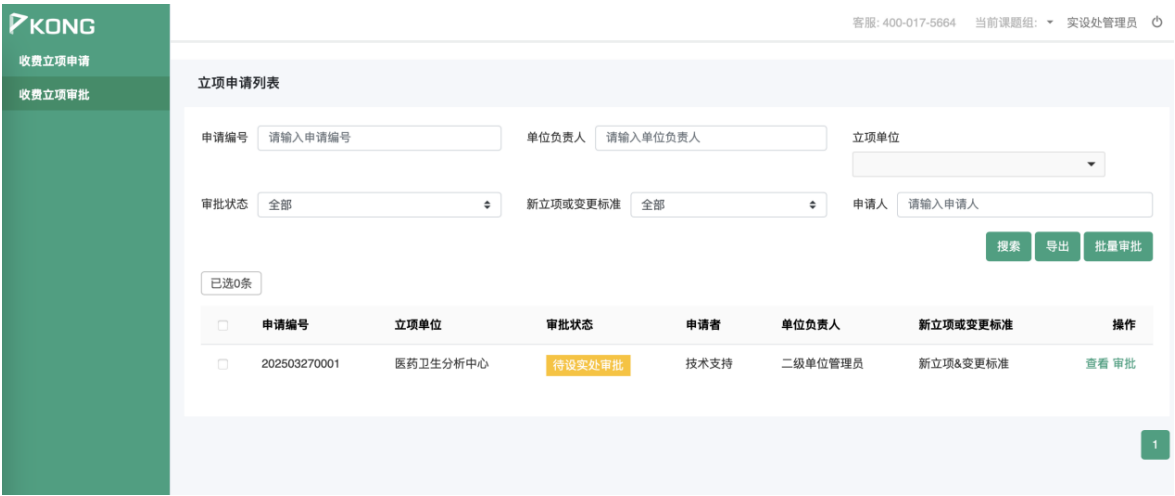 KONG
客服: 400-017-5664 当前课题组: 实设处管理员
收费立项申请
收费立项审批
立项申请列表
申请编号 请输入申请编号 单位负责人 请输入单位负责人 立项单位
审批状态 全部 新立项或变更标准 全部 申请人 请输入申请人
搜索 导出 批量审批
已选0条
申请编号 立项单位 审批状态 申请者 单位负责人 新立项或变更标准 操作
202503270001 医药卫生分析中心 待设实处审批 技术支持 二级单位管理员 新立项&变更标准 查看 审批
1